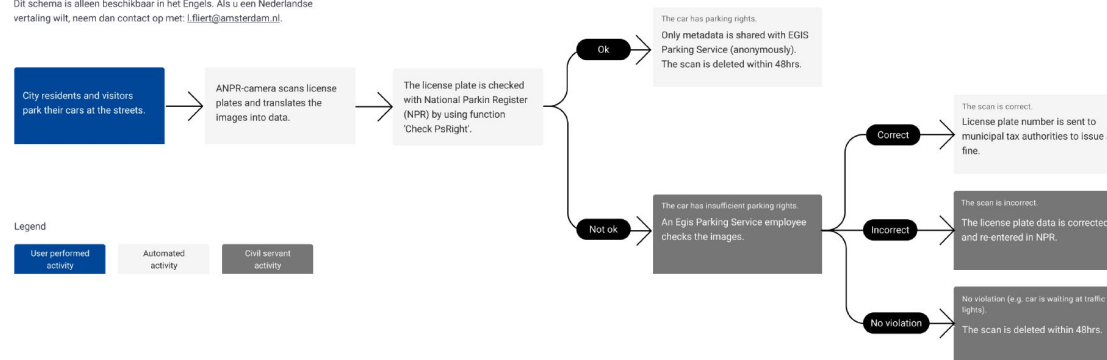 Dit schema is alleen beschikbaar in het Engels. Als u een Nederlandse
vertaling wilt, neem dan contact op met: l.fliert@amsterdam.nl.
City residents and visitors
park their cars at the streets.
ANPR-camera scans license
plates and translates the
images into data.
The license plate is checked
with National Parkin Register
(NPR) by using function
'Check PsRight'.
Ok
The car has parking rights.
Only metadata is shared with EGIS
Parking Service (anonymously).
The scan is deleted within 48hrs.
Not ok
The car has insufficient parking rights.
An Egis Parking Service employee
checks the images.
Correct
The scan is correct.
License plate number is sent to
municipal tax authorities to issue
fine.
Incorrect
The scan is incorrect.
The license plate data is corrected
and re-entered in NPR.
No violation
No violation (e.g. car is waiting at traffic
lights).
The scan is deleted within 48hrs.
Legend
User performed
activity
Automated
activity
Civil servant
activity